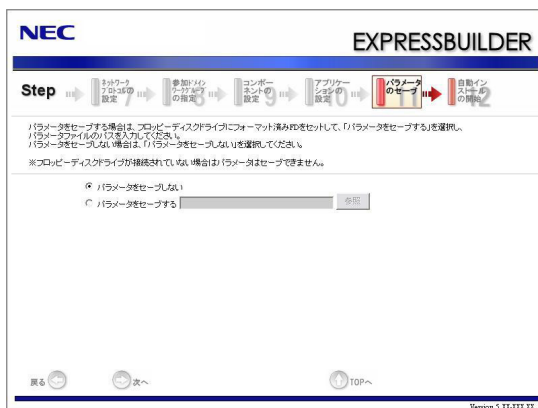 NEC
EXPRESSBUILDER
Step
ネットワークプロトコルの設定 7
参加ドメインワークグループの指定 8
コンポーネントの設定 9
アプリケーションの設定 10
パラメータのセーブ 11
自動インストールの開始 12
パラメータをセーブする場合は、フロッピーディスクドライブにフォーマット済みFDをセットして、「パラメータをセーブする」を選択し、
パラメータファイルのパスを入力してください。
パラメータをセーブしない場合は、「パラメータをセーブしない」を選択してください。
※フロッピーディスクドライブが接続されていない場合はパラメータはセーブできません。
パラメータをセーブしない
パラメータをセーブする
参照
戻る
次へ
TOPへ